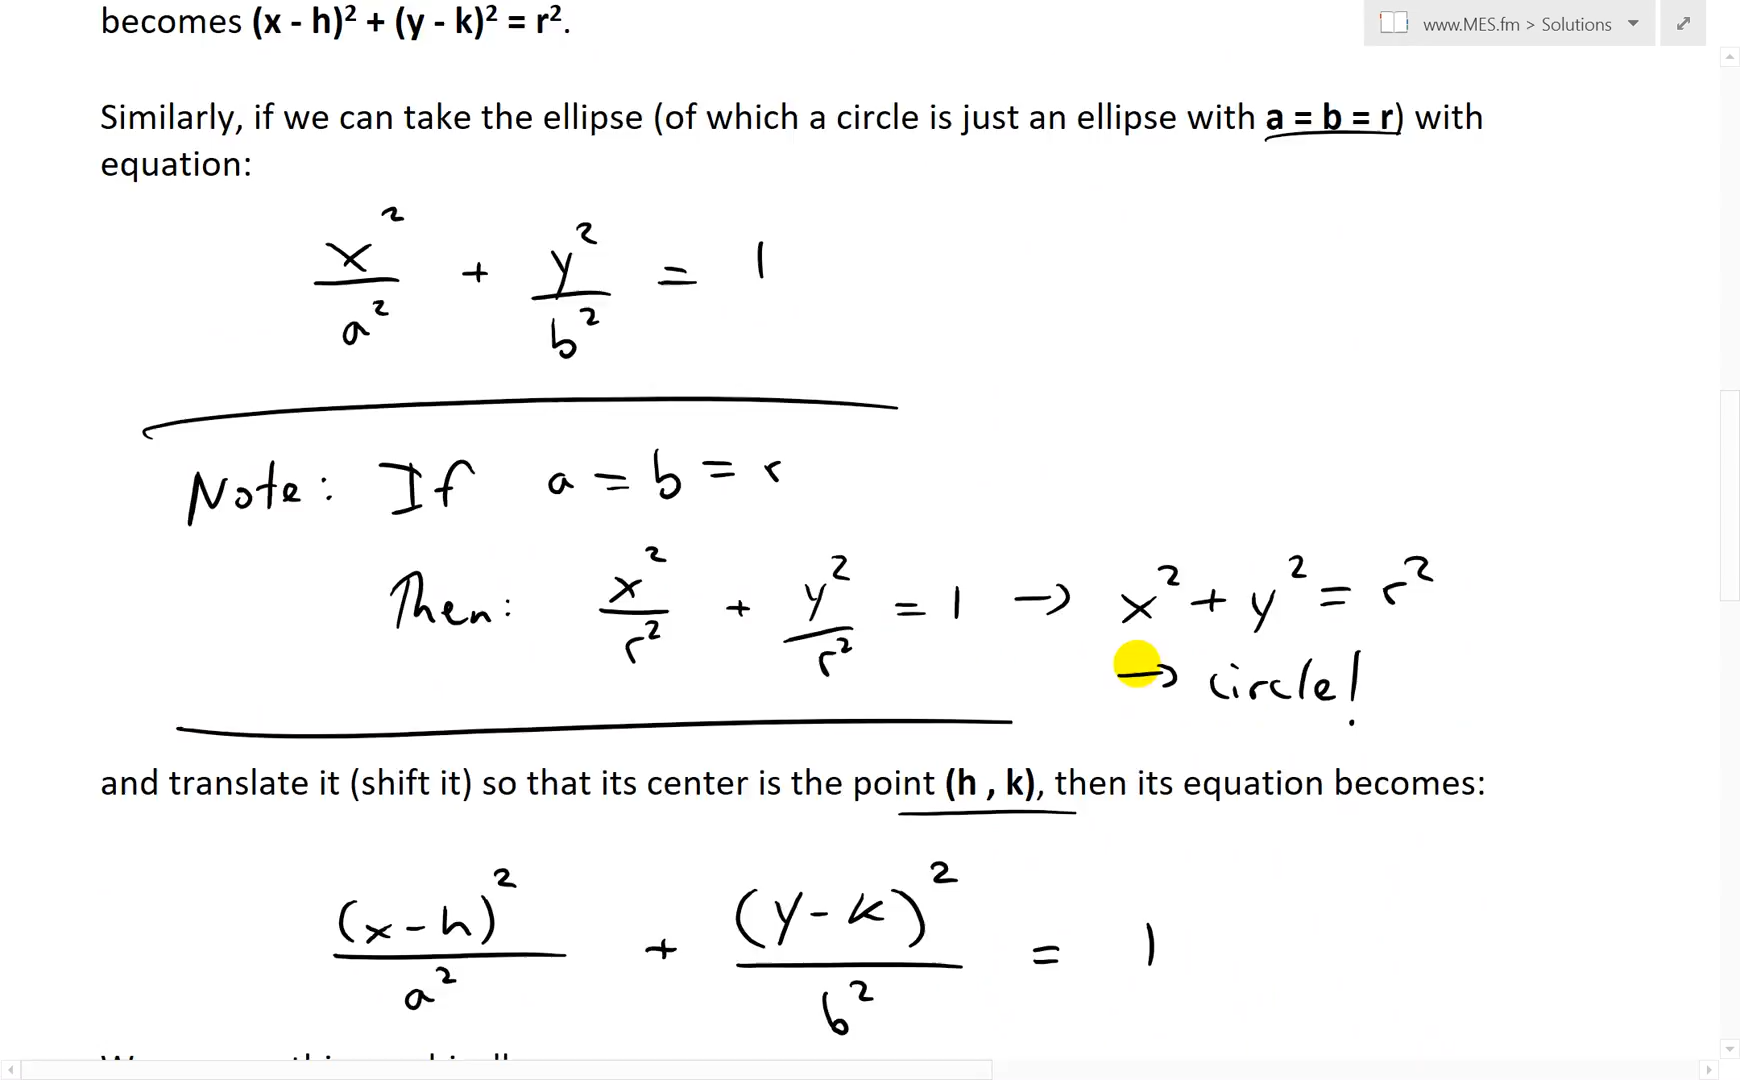 becomes (x - h)² + (y - k)² = r².
www.MES.fm > Solutions
Similarly, if we can take the ellipse (of which a circle is just an ellipse with a = b = r) with
equation:
x²/a² + y²/b² = 1
Note: If a = b = r
Then: x²/r² + y²/r² = 1 → x² + y² = r²
→ circle!
and translate it (shift it) so that its center is the point (h , k), then its equation becomes:
(x-h)²/a² + (y-k)²/b² = 1